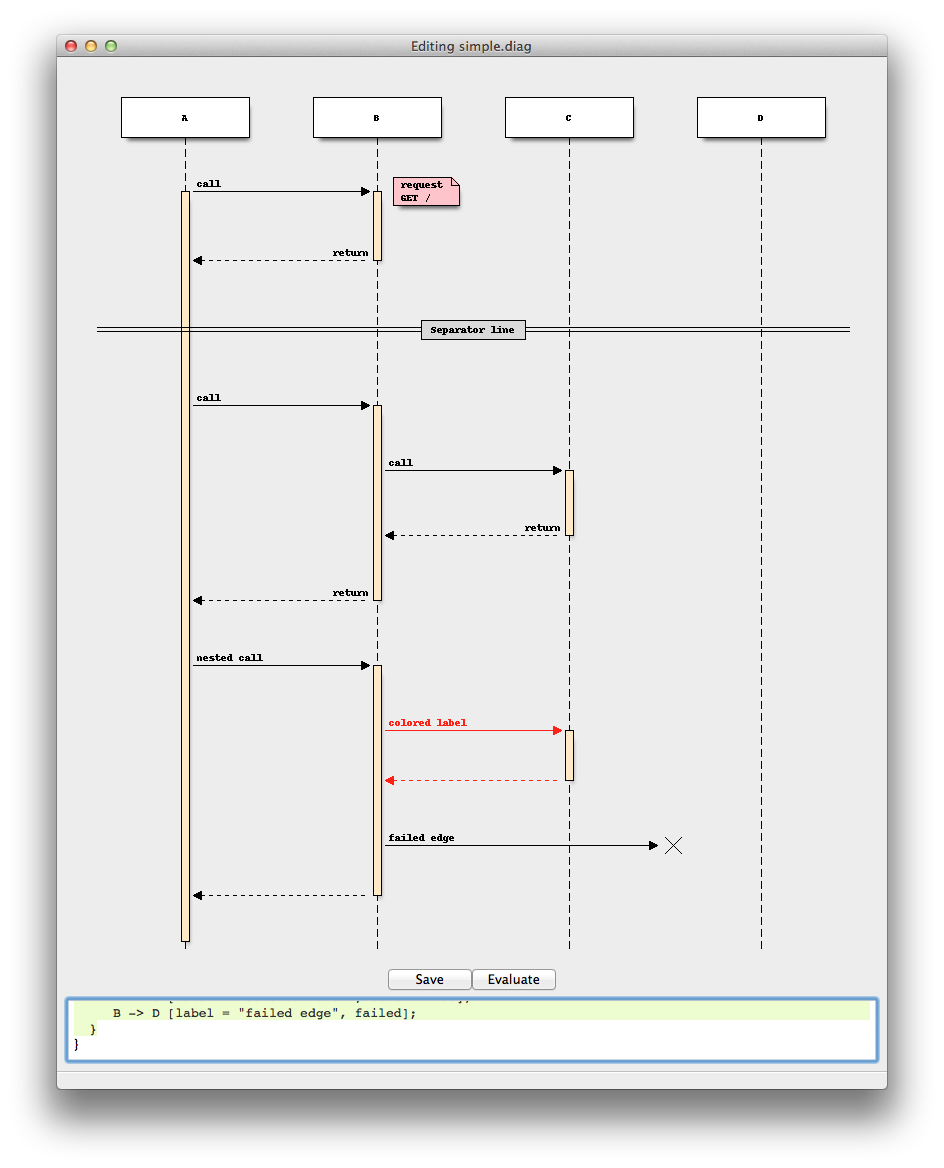 Editing simple.diag
A
B
C
D
call
request
GET /
return
Separator line
call
call
return
return
nested call
colored label
failed edge
Save
Evaluate
B -> D [label = "failed edge", failed];
}
}